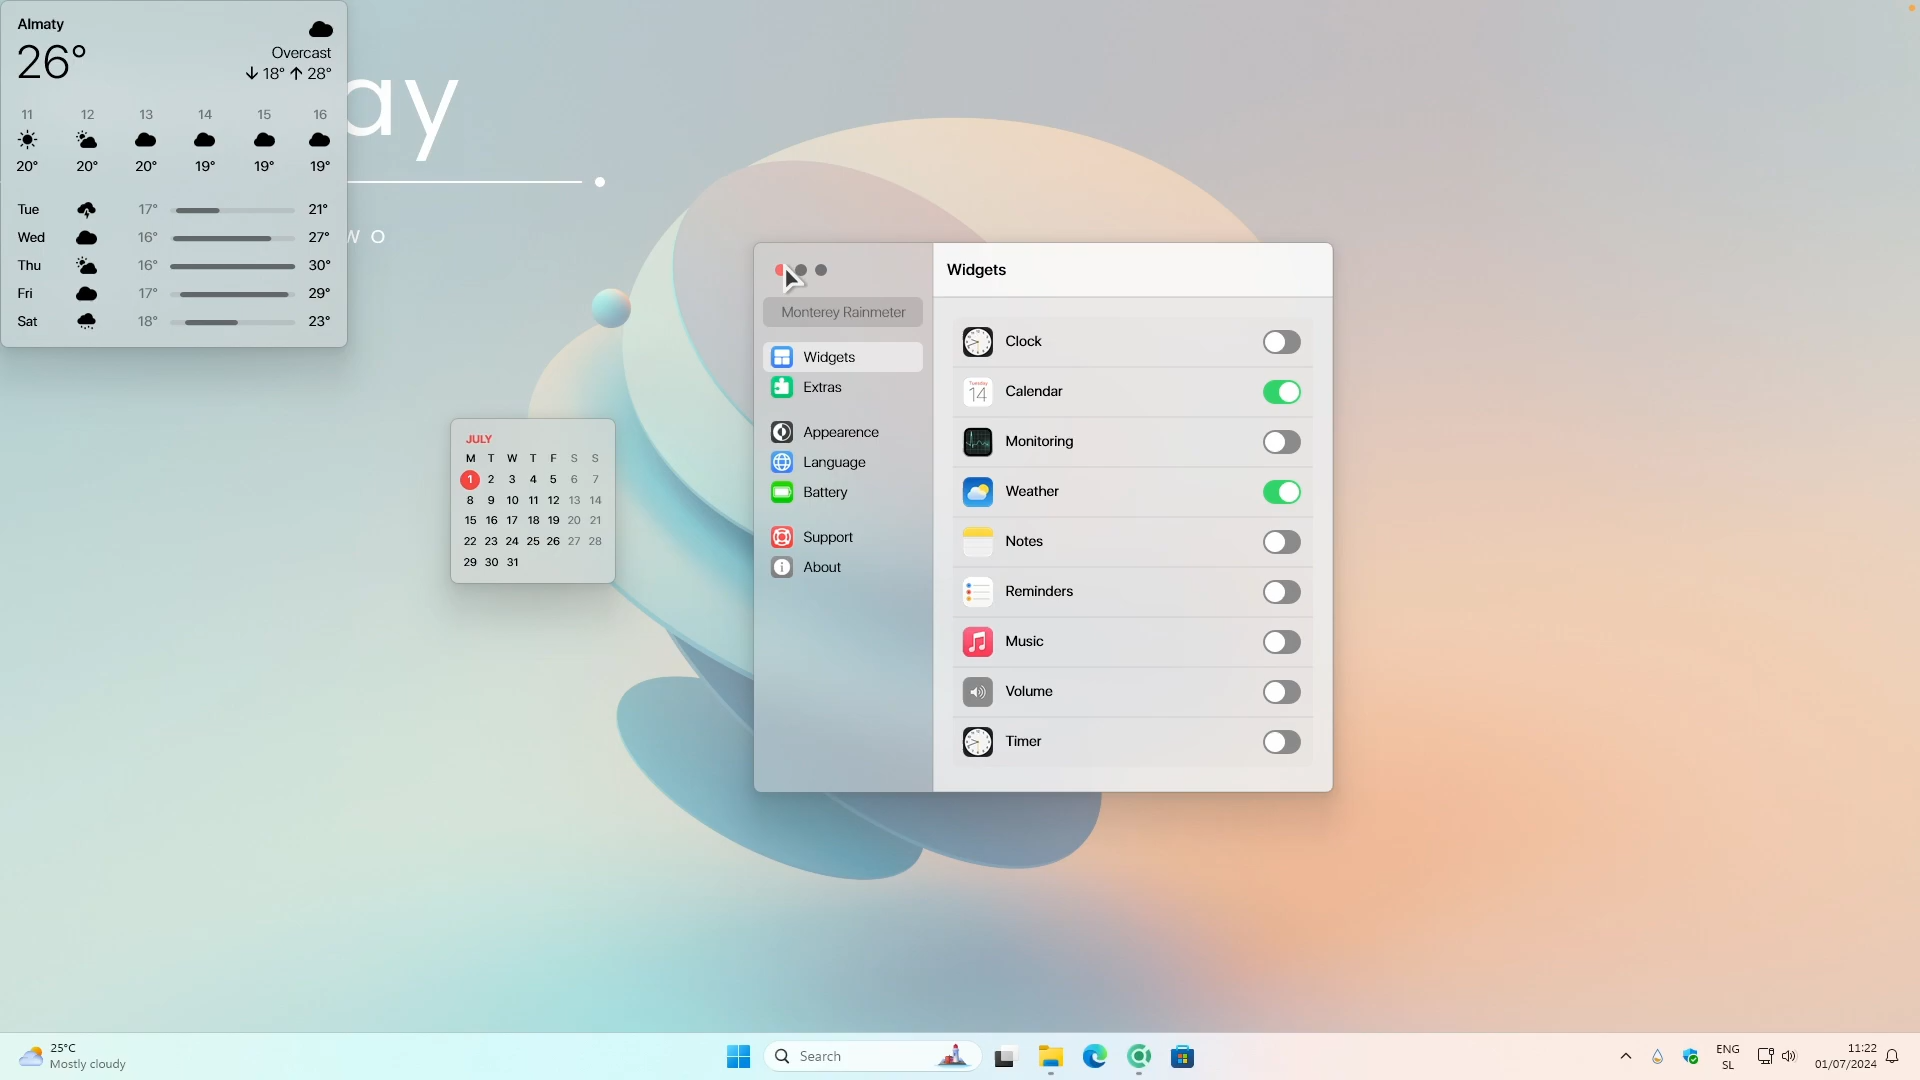 Almaty
26°
Overcast
18° 28°
11 12 13 14 15 16
20° 20° 20° 19° 19° 19°
Tue 17° 21°
Wed 16° 27°
Thu 16° 30°
Fri 17° 29°
Sat 18° 23°
ay
W O
JULY
M T W T F S S
1 2 3 4 5 6 7
8 9 10 11 12 13 14
15 16 17 18 19 20 21
22 23 24 25 26 27 28
29 30 31
Monterey Rainmeter
Widgets
Extras
Appearence
Language
Battery
Support
About
Widgets
Clock
Tuesday
14
Calendar
Monitoring
Weather
Notes
Reminders
Music
Volume
Timer
25°C
Mostly cloudy
Search
ENG
SL
11:22
01/07/2024